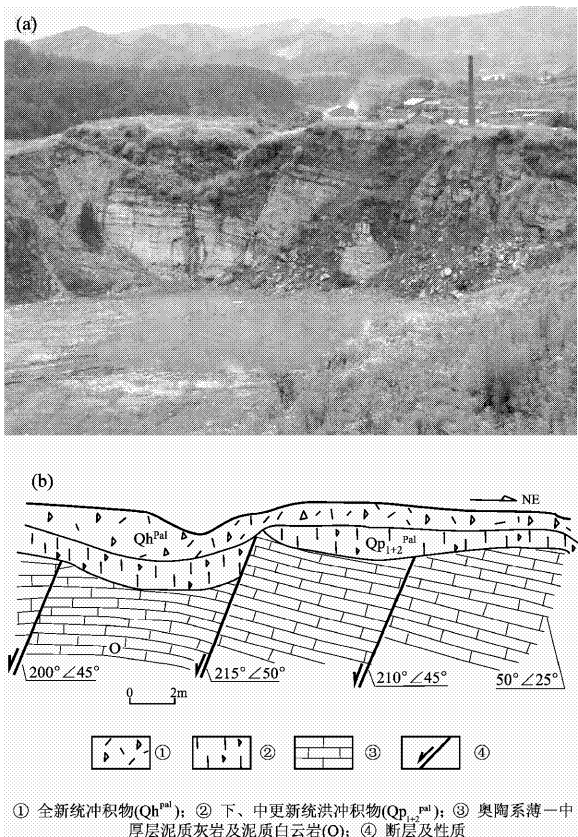 (a)
(b)
NE
Qh^pal
Qp_1+2^pal
O
200°∠45°
215°∠50°
210°∠45°
50°∠25°
0 2m
① ② ③ ④
① 全新统冲积物(Qh^pal)；② 下、中更新统洪冲积物(Qp_1+2^pal)；③ 奥陶系薄—中
厚层泥质灰岩及泥质白云岩(O)；④ 断层及性质